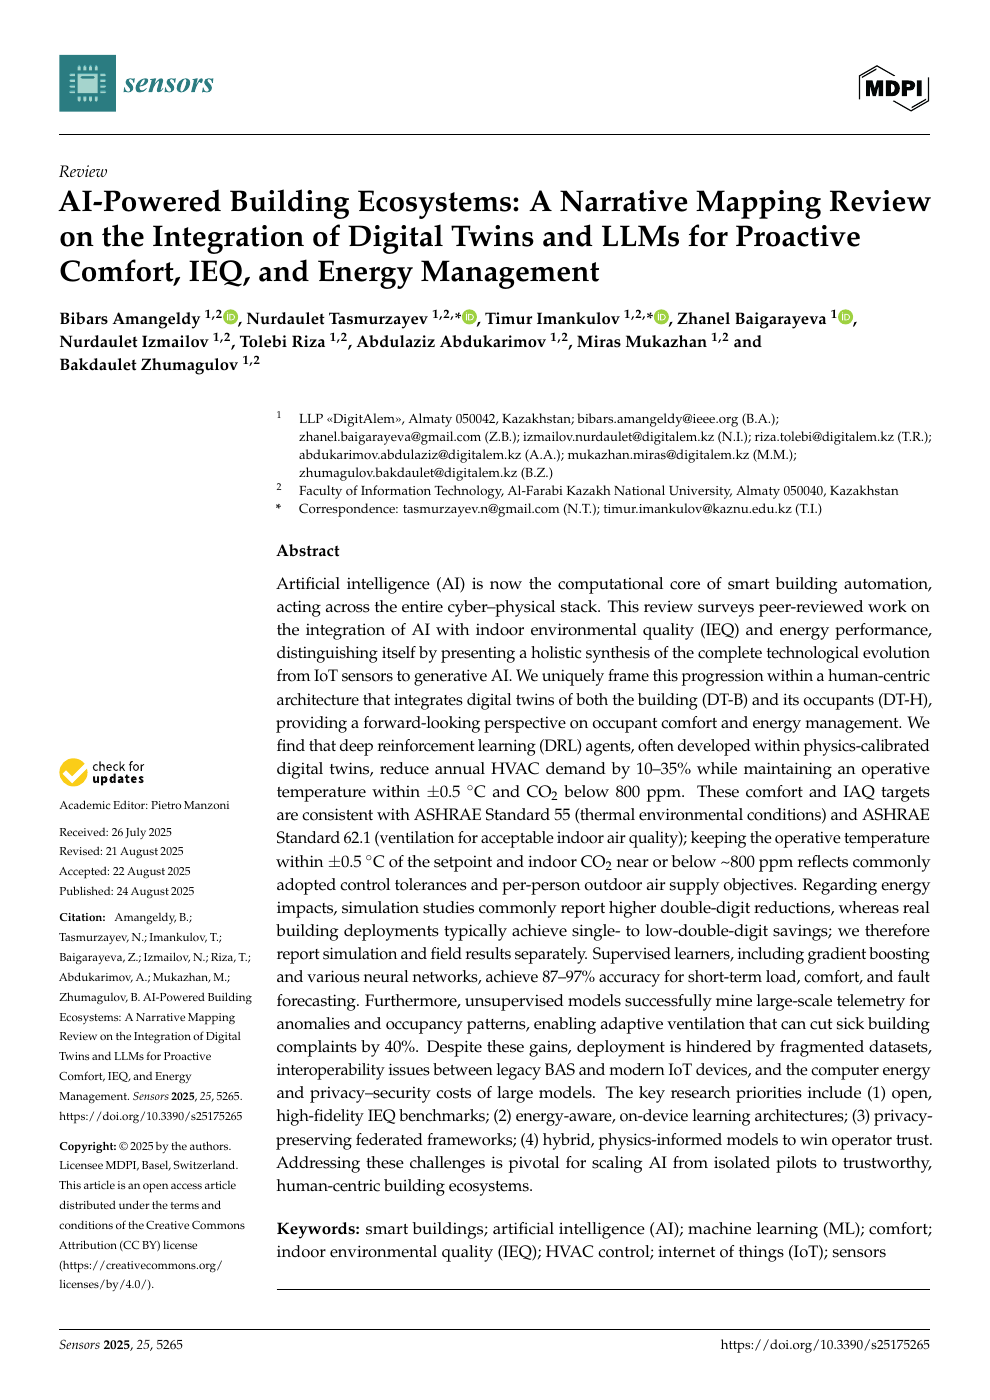 sensors
MDPI
Review
AI-Powered Building Ecosystems: A Narrative Mapping Review
on the Integration of Digital Twins and LLMs for Proactive
Comfort, IEQ, and Energy Management
Bibars Amangeldy 1,2 iD, Nurdaulet Tasmurzayev 1,2,* iD, Timur Imankulov 1,2,* iD, Zhanel Baigarayeva 1 iD,
Nurdaulet Izmailov 1,2, Tolebi Riza 1,2, Abdulaziz Abdukarimov 1,2, Miras Mukazhan 1,2 and
Bakdaulet Zhumagulov 1,2
1 LLP «DigitAlem», Almaty 050042, Kazakhstan; bibars.amangeldy@ieee.org (B.A.);
zhanel.baigarayeva@gmail.com (Z.B.); izmailov.nurdaulet@digitalem.kz (N.I.); riza.tolebi@digitalem.kz (T.R.);
abdukarimov.abdulaziz@digitalem.kz (A.A.); mukazhan.miras@digitalem.kz (M.M.);
zhumagulov.bakdaulet@digitalem.kz (B.Z.)
2 Faculty of Information Technology, Al-Farabi Kazakh National University, Almaty 050040, Kazakhstan
* Correspondence: tasmurzayev.n@gmail.com (N.T.); timur.imankulov@kaznu.edu.kz (T.I.)
Abstract
Artificial intelligence (AI) is now the computational core of smart building automation,
acting across the entire cyber–physical stack. This review surveys peer-reviewed work on
the integration of AI with indoor environmental quality (IEQ) and energy performance,
distinguishing itself by presenting a holistic synthesis of the complete technological evolution
from IoT sensors to generative AI. We uniquely frame this progression within a human-centric
architecture that integrates digital twins of both the building (DT-B) and its occupants (DT-H),
providing a forward-looking perspective on occupant comfort and energy management. We
find that deep reinforcement learning (DRL) agents, often developed within physics-calibrated
digital twins, reduce annual HVAC demand by 10–35% while maintaining an operative
temperature within ±0.5 °C and CO2 below 800 ppm. These comfort and IAQ targets
are consistent with ASHRAE Standard 55 (thermal environmental conditions) and ASHRAE
Standard 62.1 (ventilation for acceptable indoor air quality); keeping the operative temperature
within ±0.5 °C of the setpoint and indoor CO2 near or below ~800 ppm reflects commonly
adopted control tolerances and per-person outdoor air supply objectives. Regarding energy
impacts, simulation studies commonly report higher double-digit reductions, whereas real
building deployments typically achieve single- to low-double-digit savings; we therefore
report simulation and field results separately. Supervised learners, including gradient boosting
and various neural networks, achieve 87–97% accuracy for short-term load, comfort, and fault
forecasting. Furthermore, unsupervised models successfully mine large-scale telemetry for
anomalies and occupancy patterns, enabling adaptive ventilation that can cut sick building
complaints by 40%. Despite these gains, deployment is hindered by fragmented datasets,
interoperability issues between legacy BAS and modern IoT devices, and the computer energy
and privacy–security costs of large models. The key research priorities include (1) open,
high-fidelity IEQ benchmarks; (2) energy-aware, on-device learning architectures; (3) privacy-
preserving federated frameworks; (4) hybrid, physics-informed models to win operator trust.
Addressing these challenges is pivotal for scaling AI from isolated pilots to trustworthy,
human-centric building ecosystems.
Keywords: smart buildings; artificial intelligence (AI); machine learning (ML); comfort;
indoor environmental quality (IEQ); HVAC control; internet of things (IoT); sensors
check for
updates
Academic Editor: Pietro Manzoni
Received: 26 July 2025
Revised: 21 August 2025
Accepted: 22 August 2025
Published: 24 August 2025
Citation: Amangeldy, B.;
Tasmurzayev, N.; Imankulov, T.;
Baigarayeva, Z.; Izmailov, N.; Riza, T.;
Abdukarimov, A.; Mukazhan, M.;
Zhumagulov, B. AI-Powered Building
Ecosystems: A Narrative Mapping
Review on the Integration of Digital
Twins and LLMs for Proactive
Comfort, IEQ, and Energy
Management. Sensors 2025, 25, 5265.
https://doi.org/10.3390/s25175265
Copyright: © 2025 by the authors.
Licensee MDPI, Basel, Switzerland.
This article is an open access article
distributed under the terms and
conditions of the Creative Commons
Attribution (CC BY) license
(https://creativecommons.org/
licenses/by/4.0/).
Sensors 2025, 25, 5265
https://doi.org/10.3390/s25175265